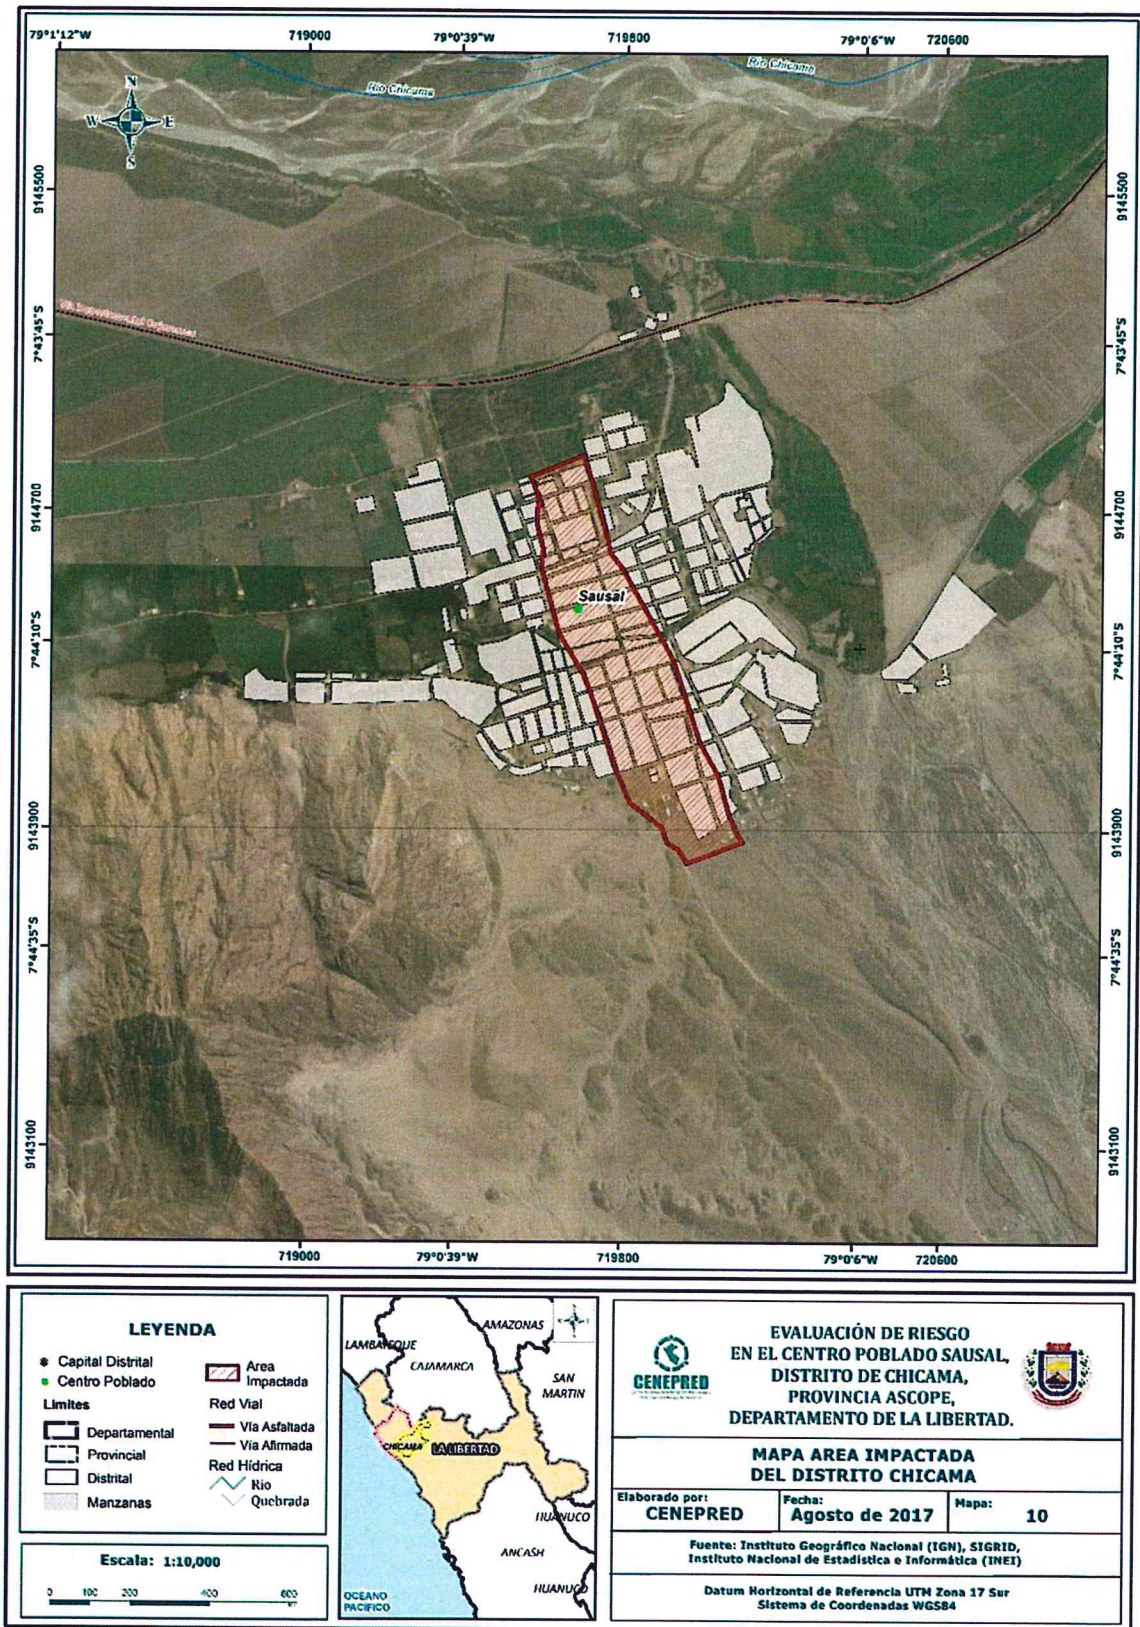 79°1'12"W 719000 79°0'39"W 719800 79°0'6"W 720600
Río Chicama
Río Chicama
N
W E
S
9145500 9145500
7°43'45"S 7°43'45"S
9144700 9144700
Sausal
7°44'10"S 7°44'10"S
9143900 9143900
7°44'35"S 7°44'35"S
9143100 9143100
719000 79°0'39"W 719800 79°0'6"W 720600
LEYENDA
Capital Distrital
Centro Poblado
Limites
Departamental
Provincial
Distrital
Manzanas
Area
Impactada
Red Vial
Vía Asfaltada
Vía Afirmada
Red Hídrica
Río
Quebrada
Escala: 1:10,000
0 100 200 400 600
m
LAMBAYEQUE
AMAZONAS
CAJAMARCA
SAN
MARTIN
CHICAMA
LA LIBERTAD
HUANUCO
ANCASH
HUANUCO
OCÉANO
PACÍFICO
CENEPRED
EVALUACIÓN DE RIESGO
EN EL CENTRO POBLADO SAUSAL,
DISTRITO DE CHICAMA,
PROVINCIA ASCOPE,
DEPARTAMENTO DE LA LIBERTAD.
MAPA AREA IMPACTADA
DEL DISTRITO CHICAMA
Elaborado por:
CENEPRED
Fecha:
Agosto de 2017
Mapa:
10
Fuente: Instituto Geográfico Nacional (IGN), SIGRID,
Instituto Nacional de Estadística e Informática (INEI)
Datum Horizontal de Referencia UTM Zona 17 Sur
Sistema de Coordenadas WGS84